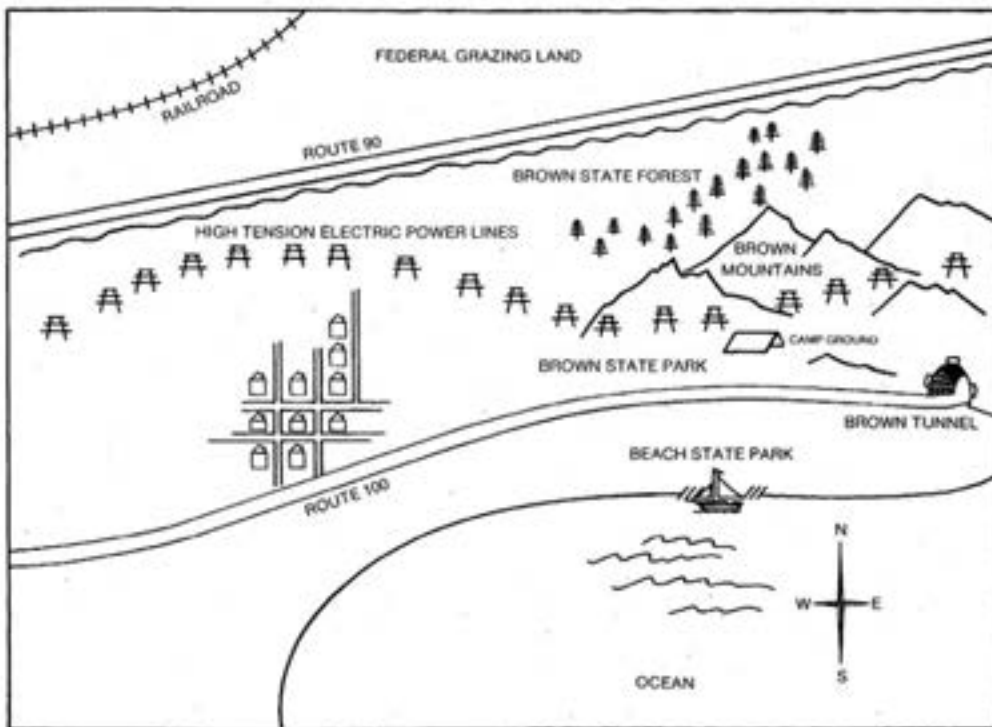 FEDERAL GRAZING LAND
RAILROAD
ROUTE 90
BROWN STATE FOREST
HIGH TENSION ELECTRIC POWER LINES
BROWN
MOUNTAINS
CAMP GROUND
BROWN STATE PARK
BROWN TUNNEL
BEACH STATE PARK
ROUTE 100
N
W
E
S
OCEAN